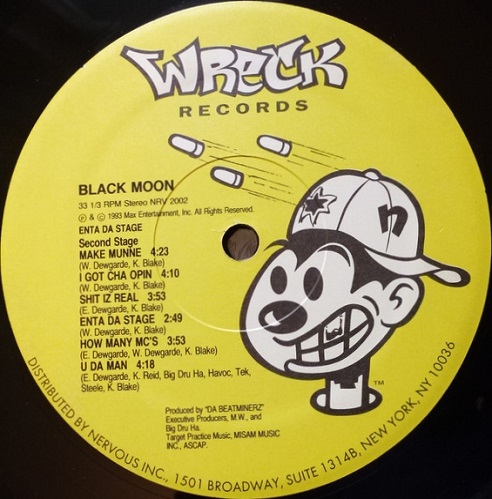 WRECK
RECORDS
BLACK MOON
33 1/3 RPM Stereo NRV 2002
℗ & © 1993 Max Entertainment, Inc. All Rights Reserved.
ENTA DA STAGE
Second Stage
MAKE MUNNE 4:23
(W. Dewgarde, K. Blake)
I GOT CHA OPIN 4:10
(W. Dewgarde, K. Blake)
SHIT IZ REAL 3:53
(E. Dewgarde, K. Blake)
ENTA DA STAGE 2:49
(W. Dewgarde, K. Blake)
HOW MANY MC'S 3:53
(E. Dewgarde, W. Dewgarde, K. Blake)
U DA MAN 4:18
(E. Dewgarde, K. Reid, Big Dru Ha, Havoc, Tek,
Steele, K. Blake)
n
TM
Produced by "DA BEATMINERZ"
Executive Producers, M.W., and
Big Dru Ha.
Target Practice Music, MISAM MUSIC
INC., ASCAP.
DISTRIBUTED BY NERVOUS INC., 1501 BROADWAY, SUITE 1314B, NEW YORK, NY 10036